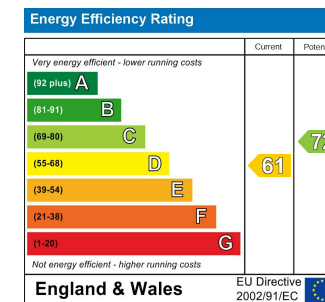 Energy Efficiency Rating
Current
Very energy efficient - lower running costs
(92 plus) A
(81-91) B
(69-80) C
(55-68) D
61
(39-54) E
(21-38) F
(1-20) G
Not energy efficient - higher running costs
England & Wales
EU Directive
2002/91/EC